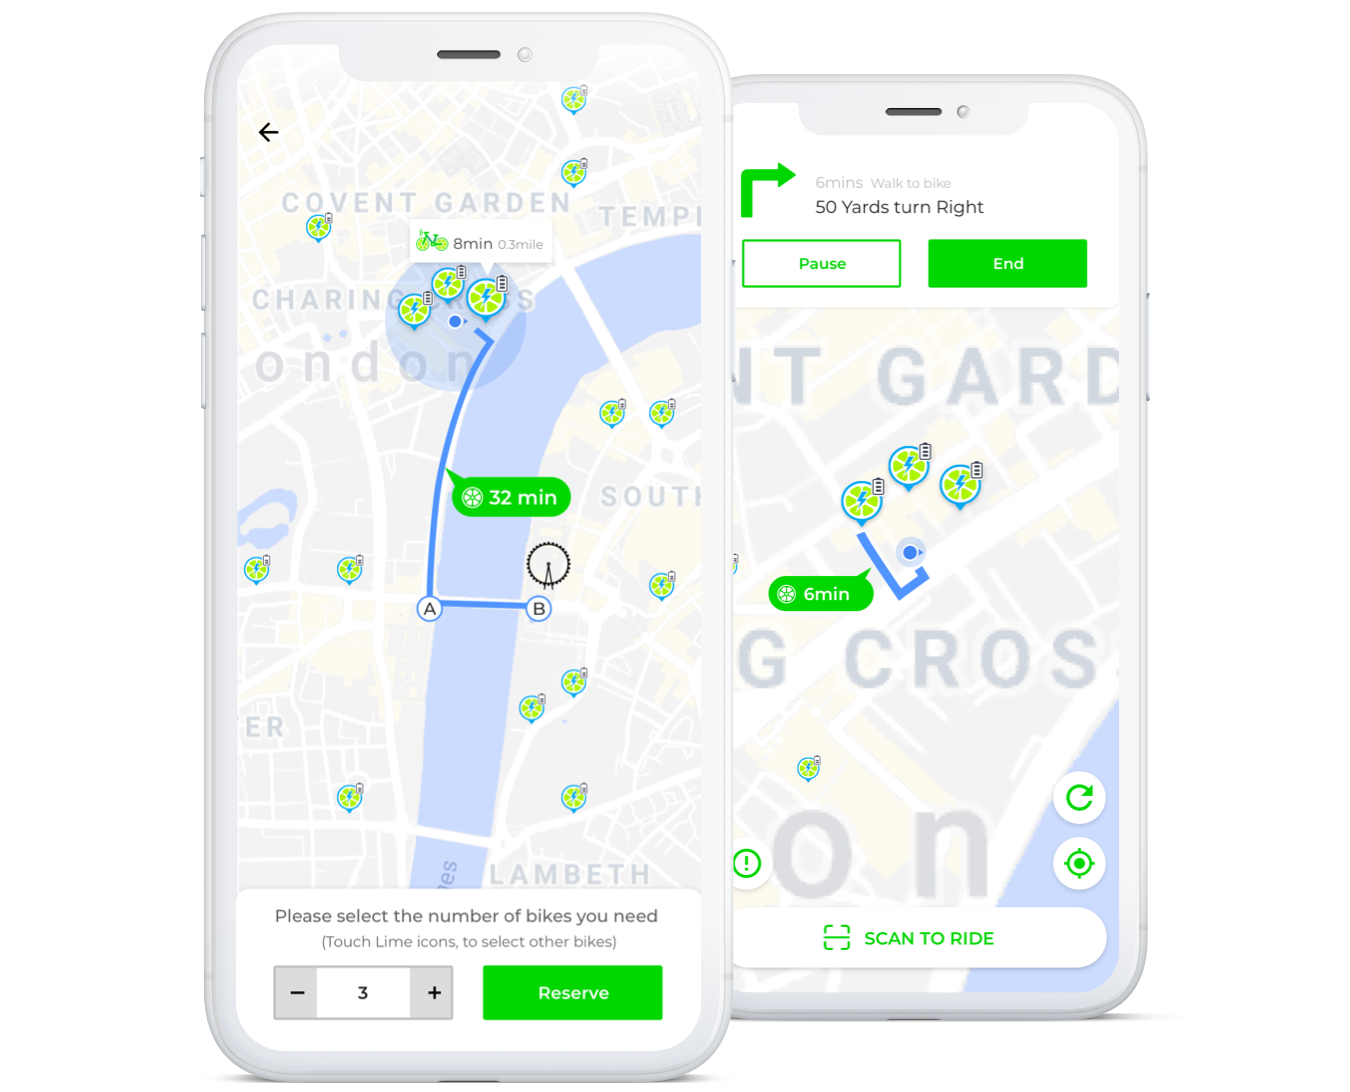 COVENT GARDEN
TEMPL
8min 0.3mile
CHARING CROSS
ondon
32 min
SOUTH
A
B
ER
LAMBETH
Please select the number of bikes you need
(Touch Lime icons, to select other bikes)
− 3 +
Reserve
6mins Walk to bike
50 Yards turn Right
Pause
End
NT GARD
6min
G CROS
on
SCAN TO RIDE